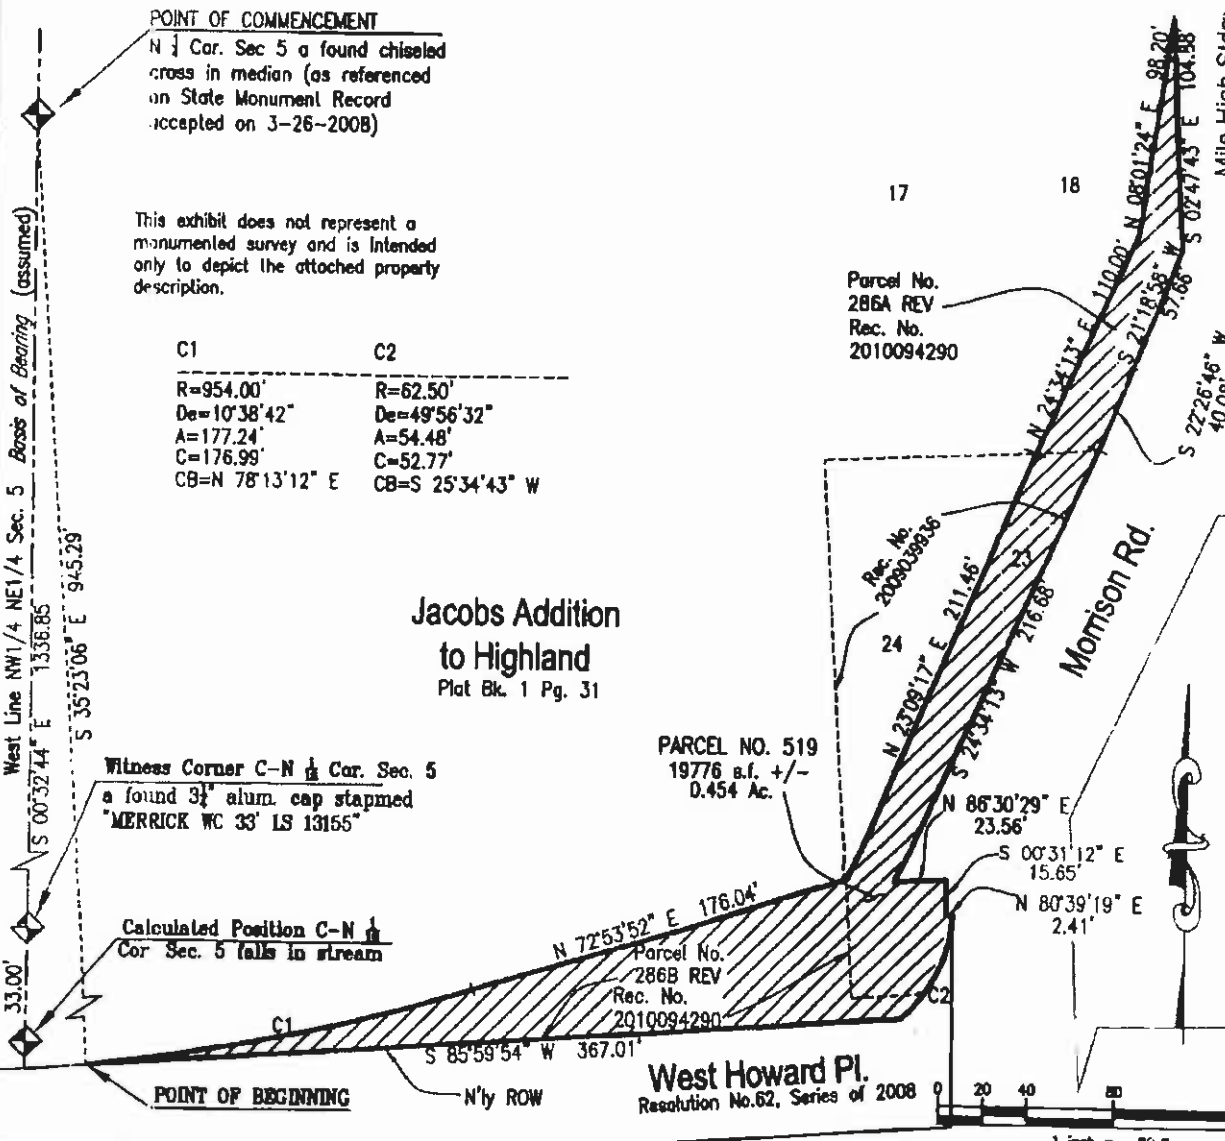 POINT OF COMMENCEMENT
N 1/4 Cor. Sec 5 a found chiseled
cross in median (as referenced
on State Monument Record
accepted on 3-26-2008)
This exhibit does not represent a
monumented survey and is intended
only to depict the attached property
description.
C1 C2
R=954.00' R=62.50'
De=10°38'42" De=49°56'32"
A=177.24' A=54.48'
C=176.99' C=52.77'
CB=N 78°13'12" E CB=S 25°34'43" W
West Line NW1/4 NE1/4 Sec. 5 Basis of Bearing (assumed)
S 00°32'44" E 1336.85
S 35°23'06" E 945.29'
33.00'
Jacobs Addition
to Highland
Plat Bk. 1 Pg. 31
Witness Corner C-N 1/16 Cor. Sec. 5
a found 3¼" alum. cap stapmed
"MERRICK WC 33' LS 13155"
Calculated Position C-N 1/16
Cor Sec. 5 falls in stream
POINT OF BEGINNING
N'ly ROW
C1
N 72°53'52" E 176.04'
S 85°59'54" W 367.01'
Parcel No.
286B REV
Rec. No.
2010094290
C2
West Howard Pl.
Resolution No.62, Series of 2008
PARCEL NO. 519
19776 s.f. +/-
0.454 Ac.
17
18
Parcel No.
286A REV
Rec. No.
2010094290
Rec. No.
2009039936
24
23
N 23°09'17" E 211.46'
N 24°34'13" E 110.00'
N 08°01'24" E 98.20'
S 02°47'43" E 104.88'
S 21°18'58" W
57.66'
S 22°26'46" W
40.09'
S 24°34'13" W 216.68'
Morrison Rd.
N 86°30'29" E
23.56'
S 00°31'12" E
15.65'
N 80°39'19" E
2.41'
0 20 40 80